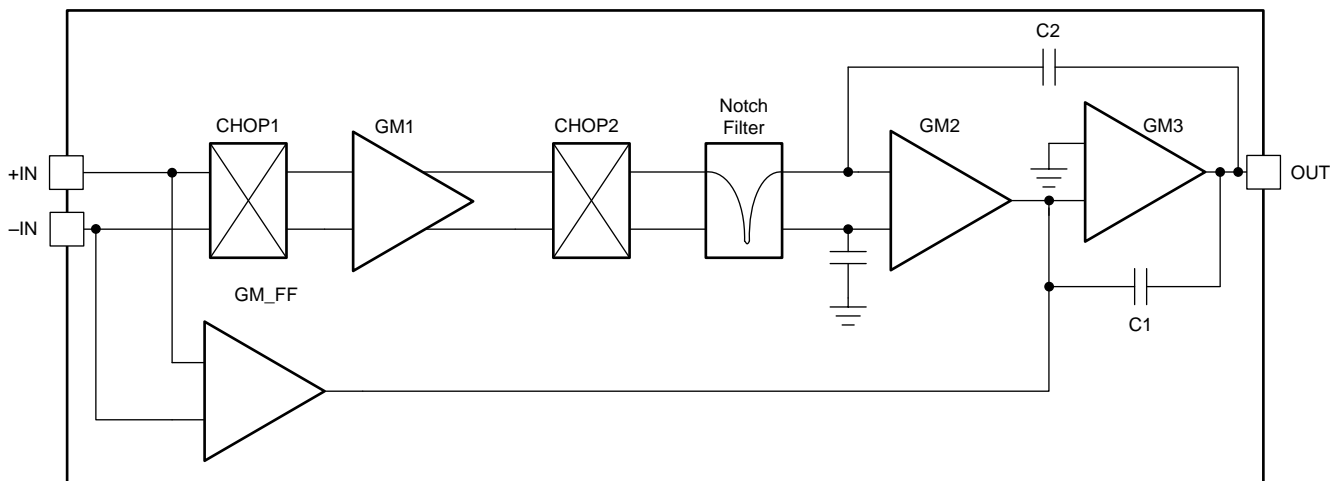 C2
CHOP1
GM1
CHOP2
Notch
Filter
GM2
GM3
+IN
–IN
OUT
GM_FF
C1